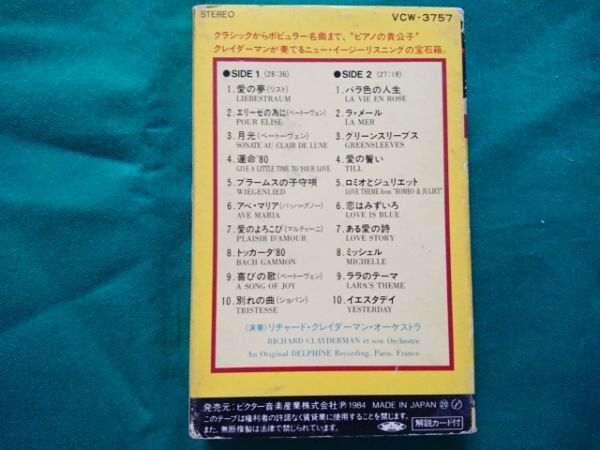 STEREO
VCW-3757
クラシックからポピュラー名曲まで、"ピアノの貴公子"
クレイダーマンが奏でるニュー・イージーリスニングの宝石箱。
●SIDE 1 (28:36)
1. 愛の夢(リスト)
LIEBESTRAUM
2. エリーゼの為に(ベートーヴェン)
POUR ELISE
3. 月光(ベートーヴェン)
SONATE AU CLAIR DE LUNE
4. 運命'80
GIVE A LITTLE TIME TO YOUR LOVE
5. ブラームスの子守唄
WIEGENLIED
6. アベ・マリア(バッハ=グノー)
AVE MARIA
7. 愛のよろこび(マルティーニ)
PLAISIR D'AMOUR
8. トッカータ'80
BACH GAMMON
9. 喜びの歌(ベートーヴェン)
A SONG OF JOY
10. 別れの曲(ショパン)
TRISTESSE
●SIDE 2 (27:19)
1. バラ色の人生
LA VIE EN ROSE
2. ラ・メール
LA MER
3. グリーンスリーブス
GREENSLEEVES
4. 愛の誓い
TILL
5. ロミオとジュリエット
LOVE THEME from "ROMEO & JULIET"
6. 恋はみずいろ
LOVE IS BLUE
7. ある愛の詩
LOVE STORY
8. ミッシェル
MICHELLE
9. ララのテーマ
LARA'S THEME
10. イエスタデイ
YESTERDAY
(演奏)リチャード・クレイダーマン・オーケストラ
RICHARD CLAYDERMAN et son Orchestre
An Original DELPHINE Recording, Paris, France
発売元:ビクター音楽産業株式会社 Ⓟ 1984 MADE IN JAPAN ⑳
このテープは権利者の許諾なく賃貸業に使用することを禁じます。
また、無断複製は法律で禁じられています。
解説カード付